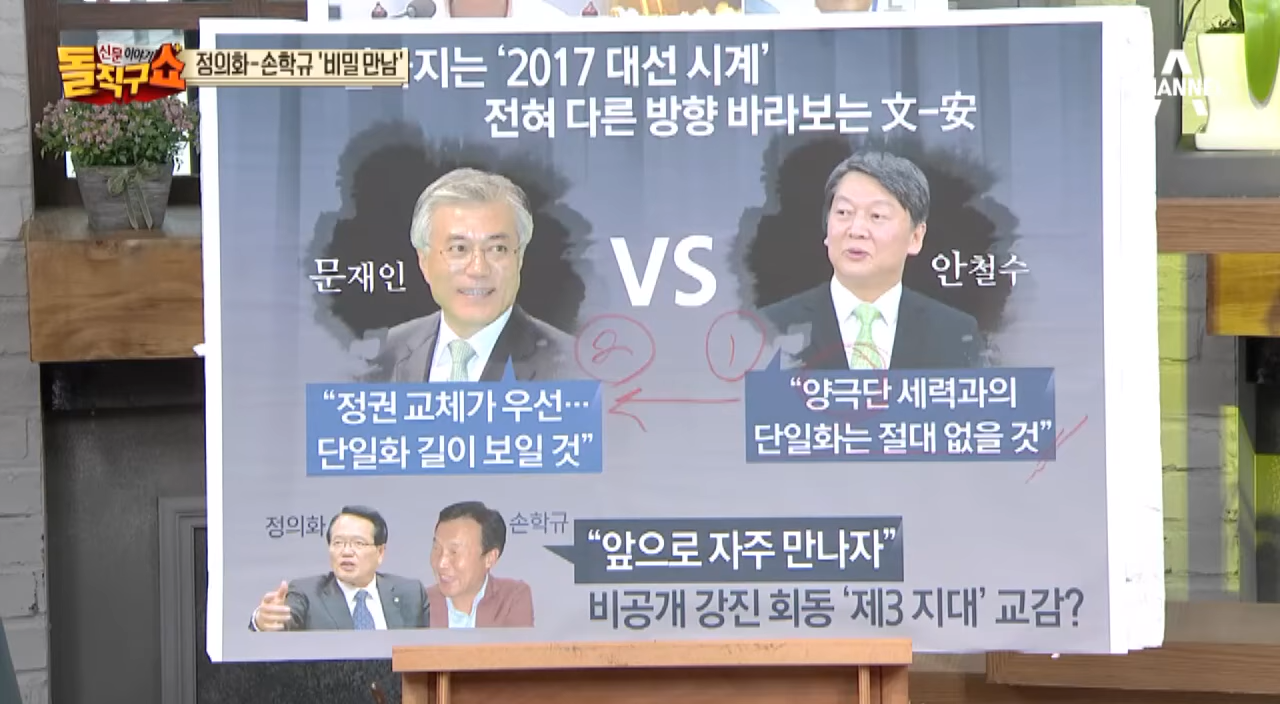 신문이야기
돌직구쇼
정의화-손학규 '비밀 만남'
CHANNEL A
지는 '2017 대선 시계'
전혀 다른 방향 바라보는 文-安
문재인
VS
안철수
② ①
"정권 교체가 우선…
단일화 길이 보일 것"
"양극단 세력과의
단일화는 절대 없을 것"
정의화
손학규
"앞으로 자주 만나자"
비공개 강진 회동 '제3 지대' 교감?